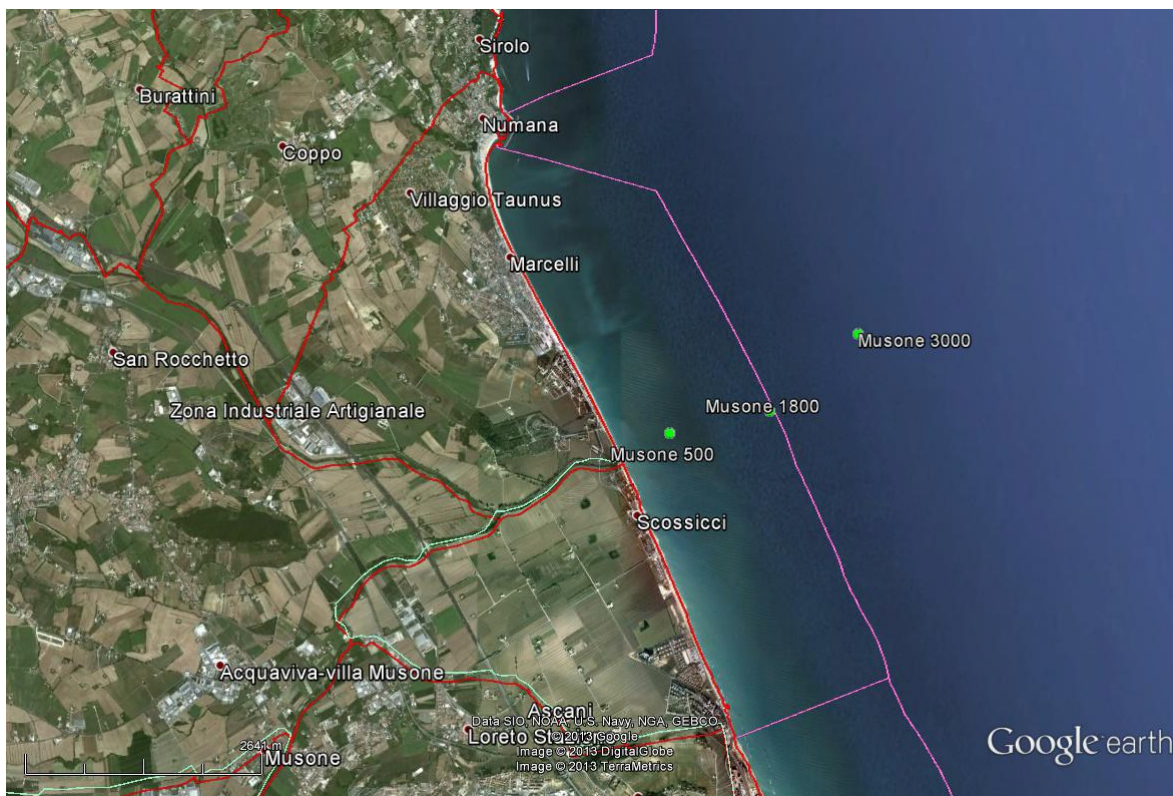 Sirolo
Burattini
Numana
Coppo
Villaggio Taunus
Marcelli
Musone 3000
San Rocchetto
Musone 1800
Zona Industriale Artigianale
Musone 500
Scossicci
Acquaviva-villa Musone
Ascani
Data SIO, NOAA, U.S. Navy, NGA, GEBCO
© 2013 Google
Loreto
Image © 2013 DigitalGlobe
Image © 2013 TerraMetrics
2641 m
Musone
Google earth